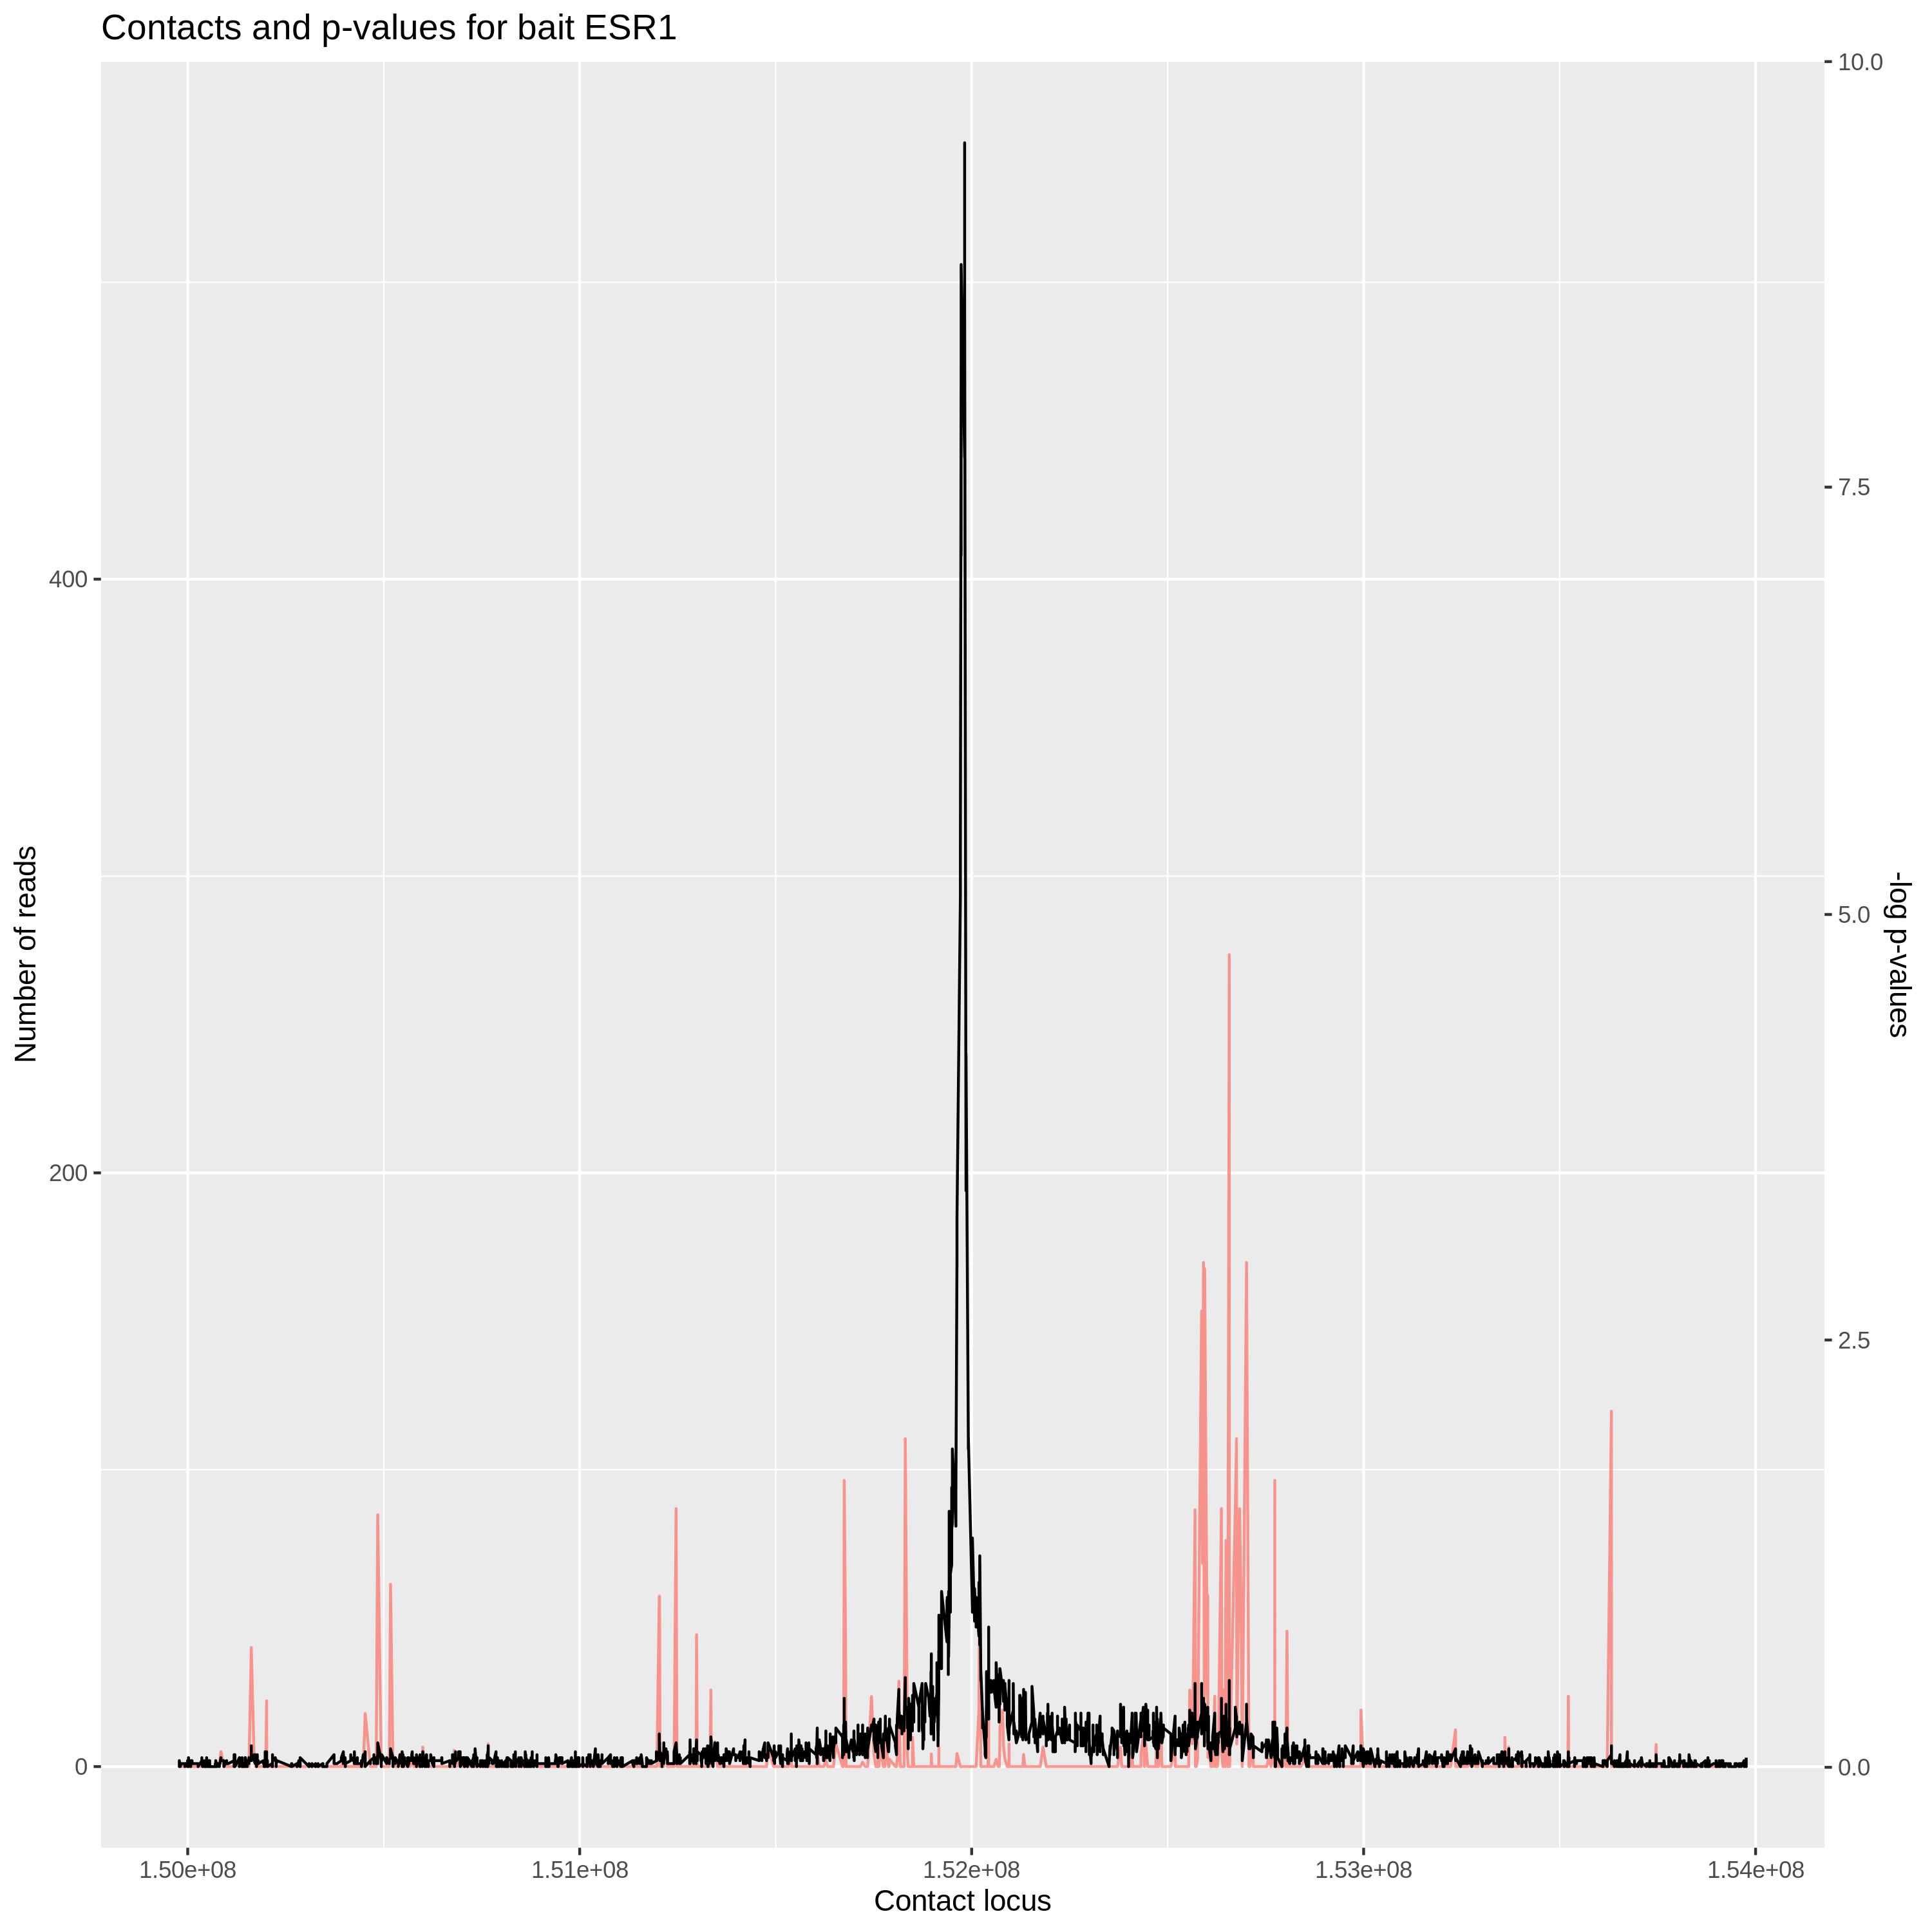 Contacts and p-values for bait ESR1
10.0
7.5
400
5.0
Number of reads
-log p-values
2.5
200
0
0.0
1.50e+08 1.51e+08 1.52e+08 1.53e+08 1.54e+08
Contact locus